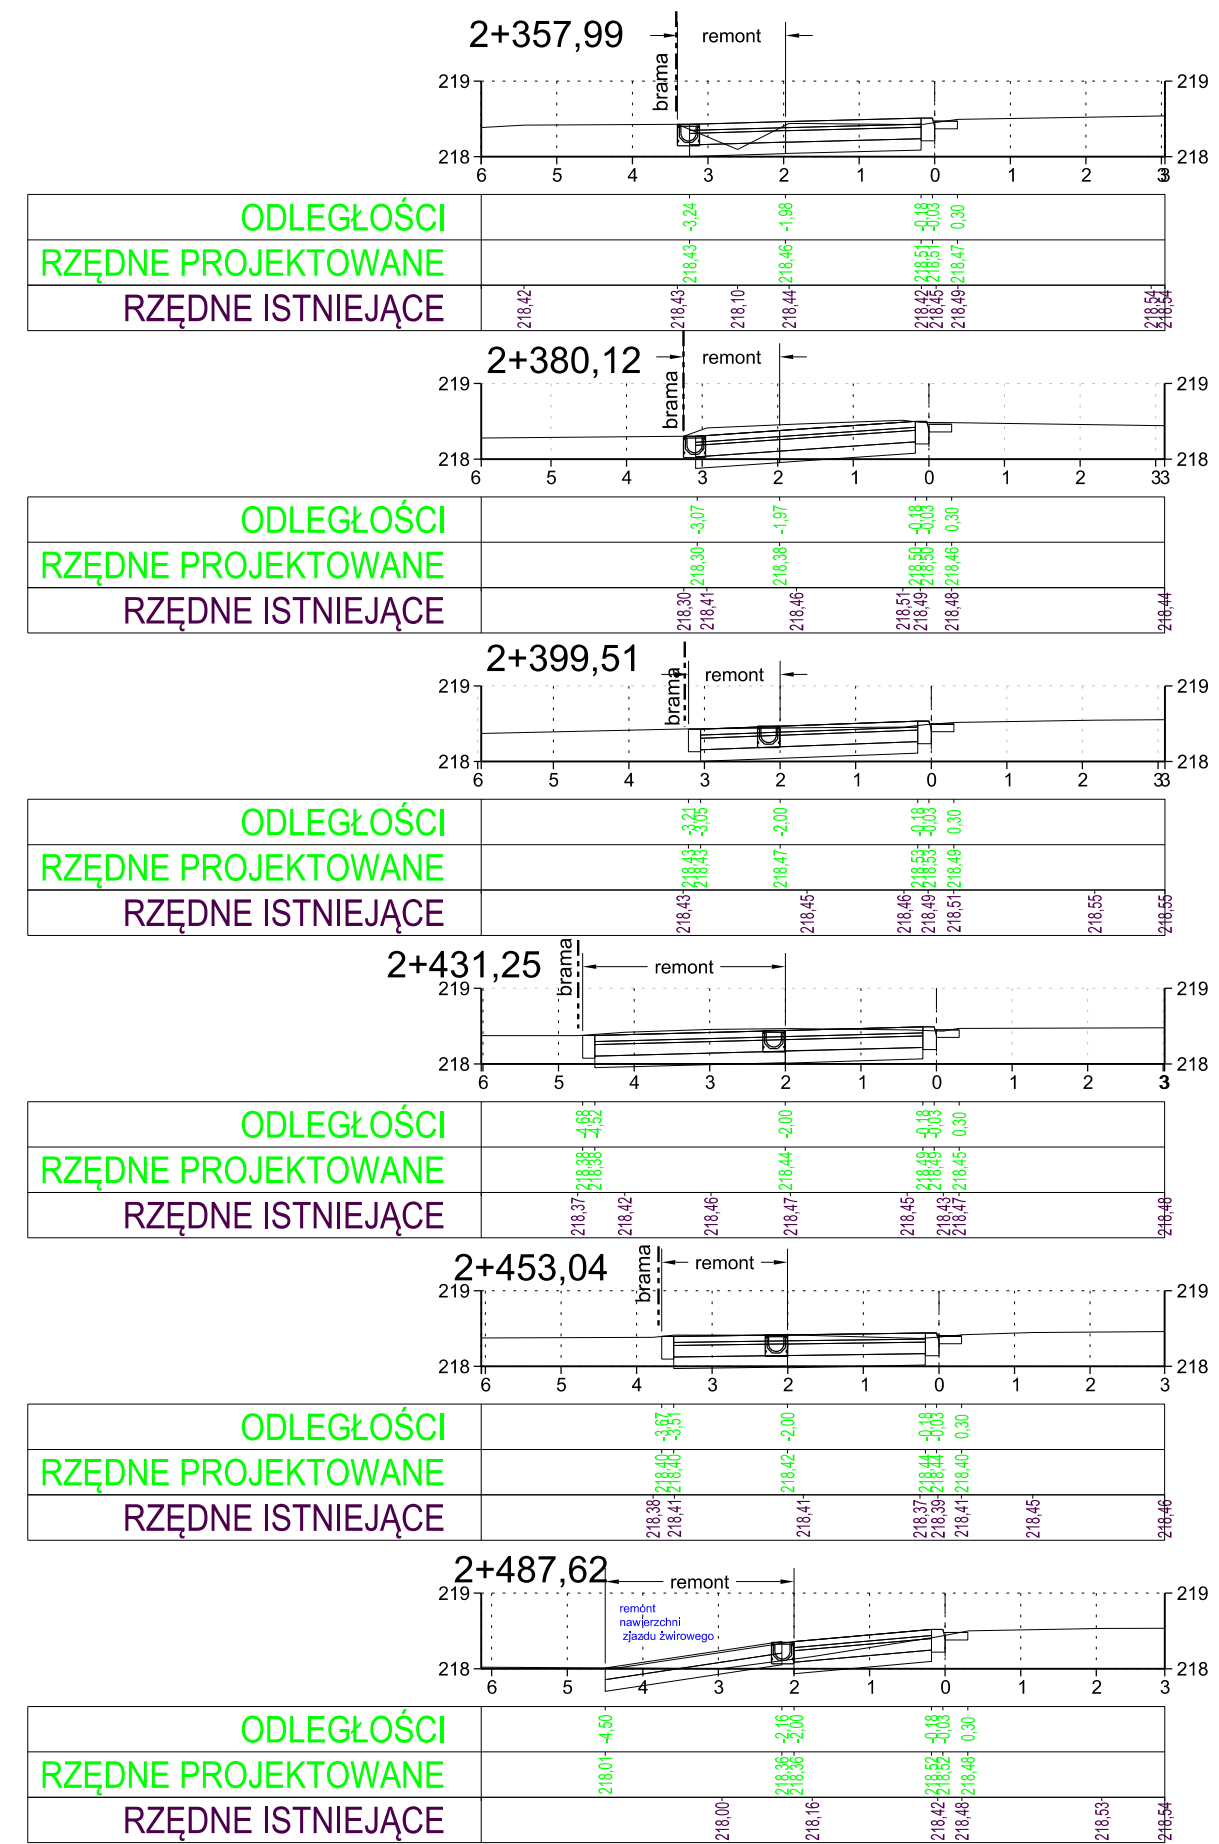 2+357,99
remont
brama
219 219
218 218
6 5 4 3 2 1 0 1 2 3
ODLEGŁOŚCI -3,24 -1,98 -0,18 -0,03 0,30
RZĘDNE PROJEKTOWANE 218,43 218,46 218,51 218,51 218,47
RZĘDNE ISTNIEJĄCE 218,42 218,43 218,10 218,44 218,42 218,45 218,49 218,54 218,54
2+380,12
remont
brama
219 219
218 218
6 5 4 3 2 1 0 1 2 3 3
ODLEGŁOŚCI -3,07 -1,97 -0,18 -0,03 0,30
RZĘDNE PROJEKTOWANE 218,30 218,38 218,50 218,50 218,46
RZĘDNE ISTNIEJĄCE 218,30 218,41 218,46 218,51 218,49 218,48 218,44
2+399,51
remont
brama
219 219
218 218
6 5 4 3 2 1 0 1 2 3 3
ODLEGŁOŚCI -3,21 -3,05 -2,00 -0,18 -0,03 0,30
RZĘDNE PROJEKTOWANE 218,43 218,43 218,47 218,53 218,53 218,49
RZĘDNE ISTNIEJĄCE 218,43 218,45 218,46 218,49 218,51 218,55 218,55
2+431,25
remont
brama
219 219
218 218
6 5 4 3 2 1 0 1 2 3
ODLEGŁOŚCI -4,68 -4,52 -2,00 -0,18 -0,03 0,30
RZĘDNE PROJEKTOWANE 218,38 218,38 218,44 218,49 218,49 218,45
RZĘDNE ISTNIEJĄCE 218,37 218,42 218,46 218,47 218,45 218,43 218,47 218,48
2+453,04
remont
brama
219 219
218 218
6 5 4 3 2 1 0 1 2 3
ODLEGŁOŚCI -3,67 -3,51 -2,00 -0,18 -0,03 0,30
RZĘDNE PROJEKTOWANE 218,40 218,40 218,42 218,44 218,44 218,40
RZĘDNE ISTNIEJĄCE 218,38 218,41 218,41 218,37 218,39 218,41 218,45 218,46
2+487,62
remont
219 219
remont
nawierzchni
zjazdu żwirowego
218 218
6 5 4 3 2 1 0 1 2 3
ODLEGŁOŚCI -4,50 -2,16 -2,00 -0,18 -0,03 0,30
RZĘDNE PROJEKTOWANE 218,01 218,36 218,36 218,52 218,52 218,48
RZĘDNE ISTNIEJĄCE 218,00 218,16 218,42 218,48 218,53 218,54